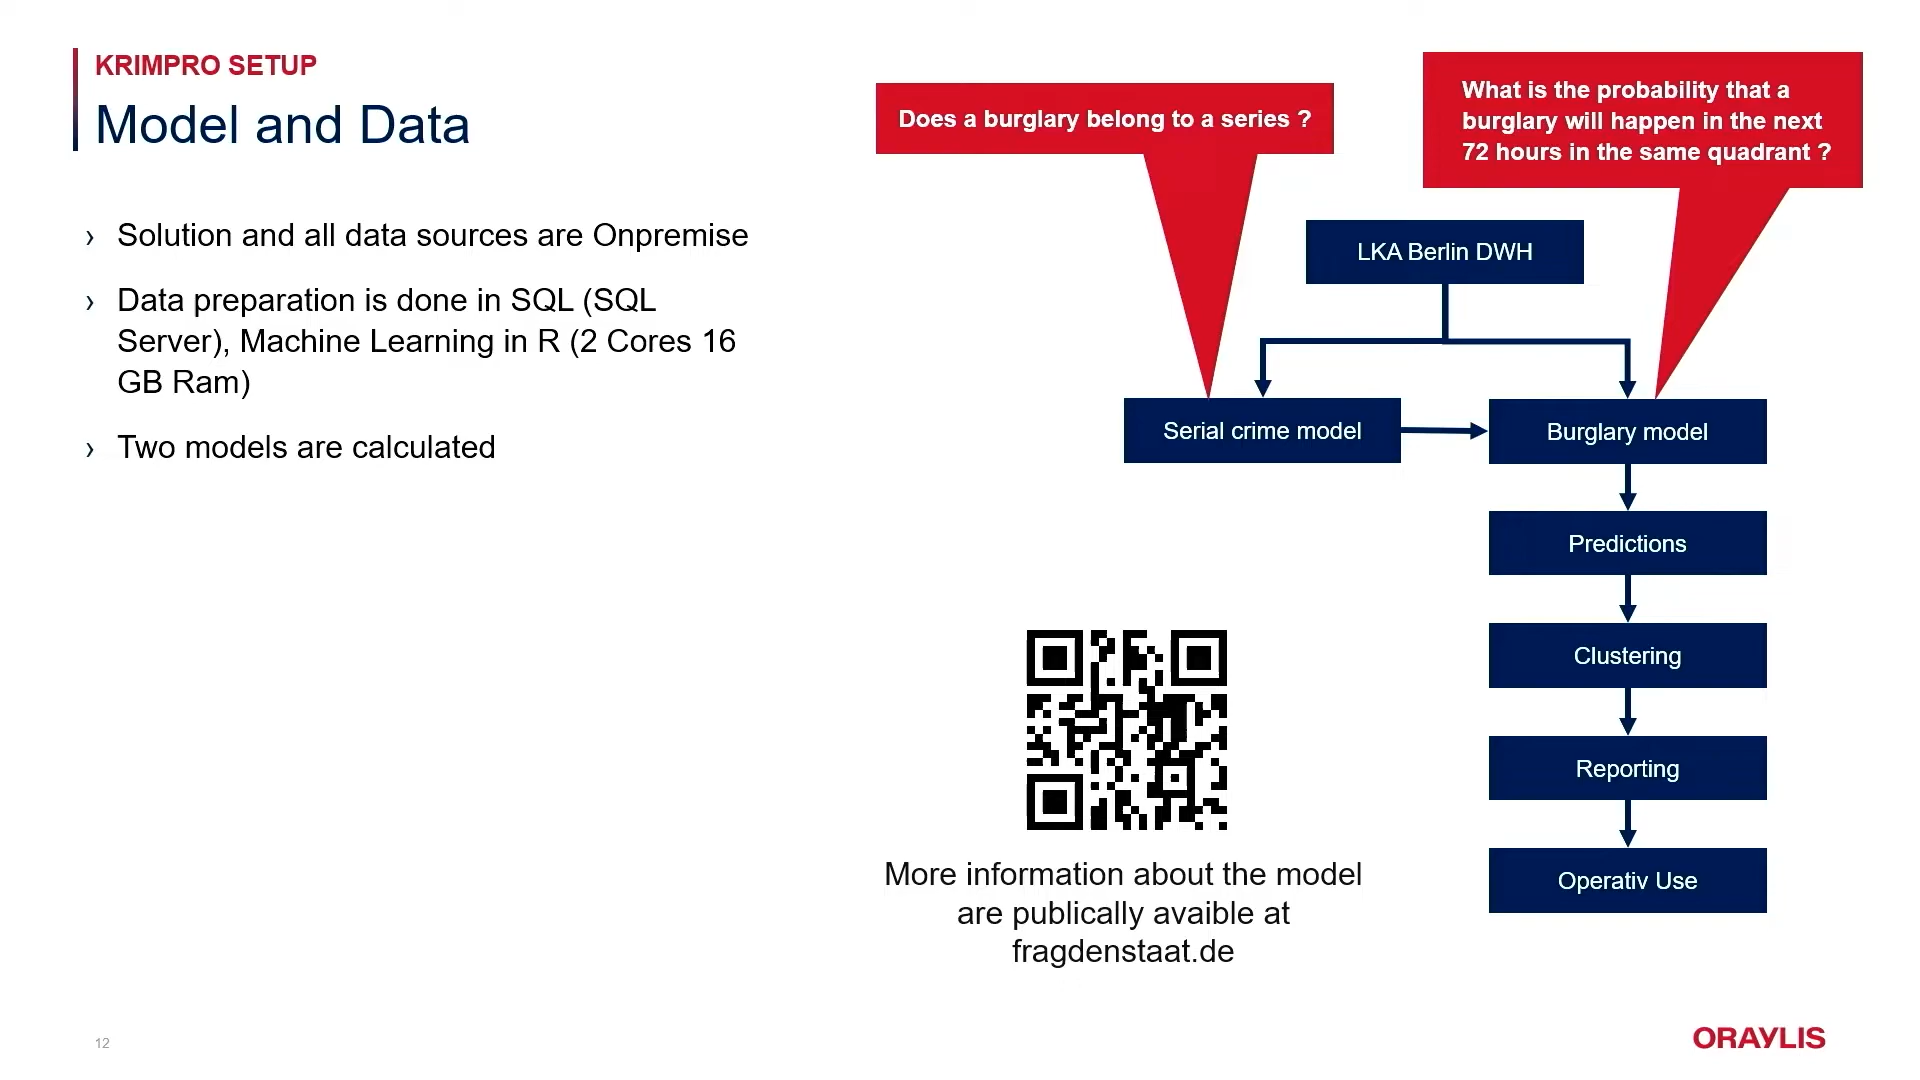 KRIMPRO SETUP
Model and Data
› Solution and all data sources are Onpremise
› Data preparation is done in SQL (SQL
Server), Machine Learning in R (2 Cores 16
GB Ram)
› Two models are calculated
Does a burglary belong to a series ?
What is the probability that a
burglary will happen in the next
72 hours in the same quadrant ?
LKA Berlin DWH
Serial crime model
Burglary model
Predictions
Clustering
Reporting
Operativ Use
More information about the model
are publically avaible at
fragdenstaat.de
12
ORAYLIS